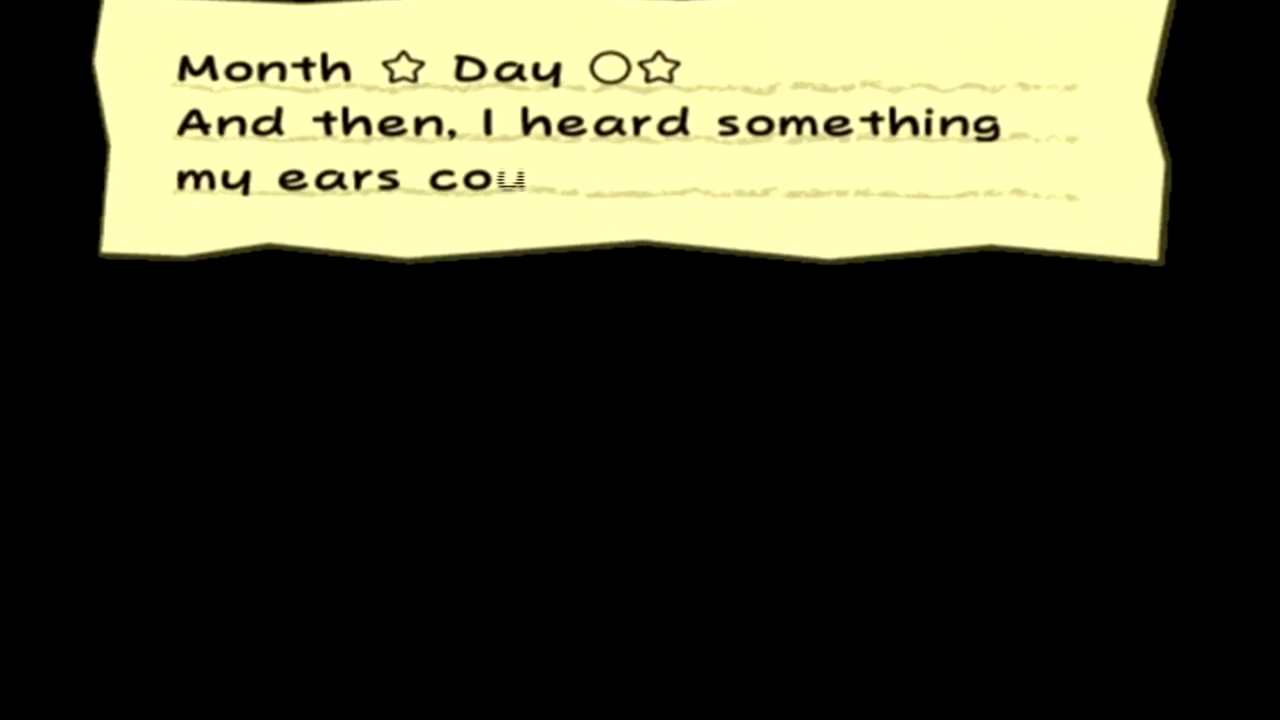 Month ☆ Day ○☆
And then, I heard something
my ears cou